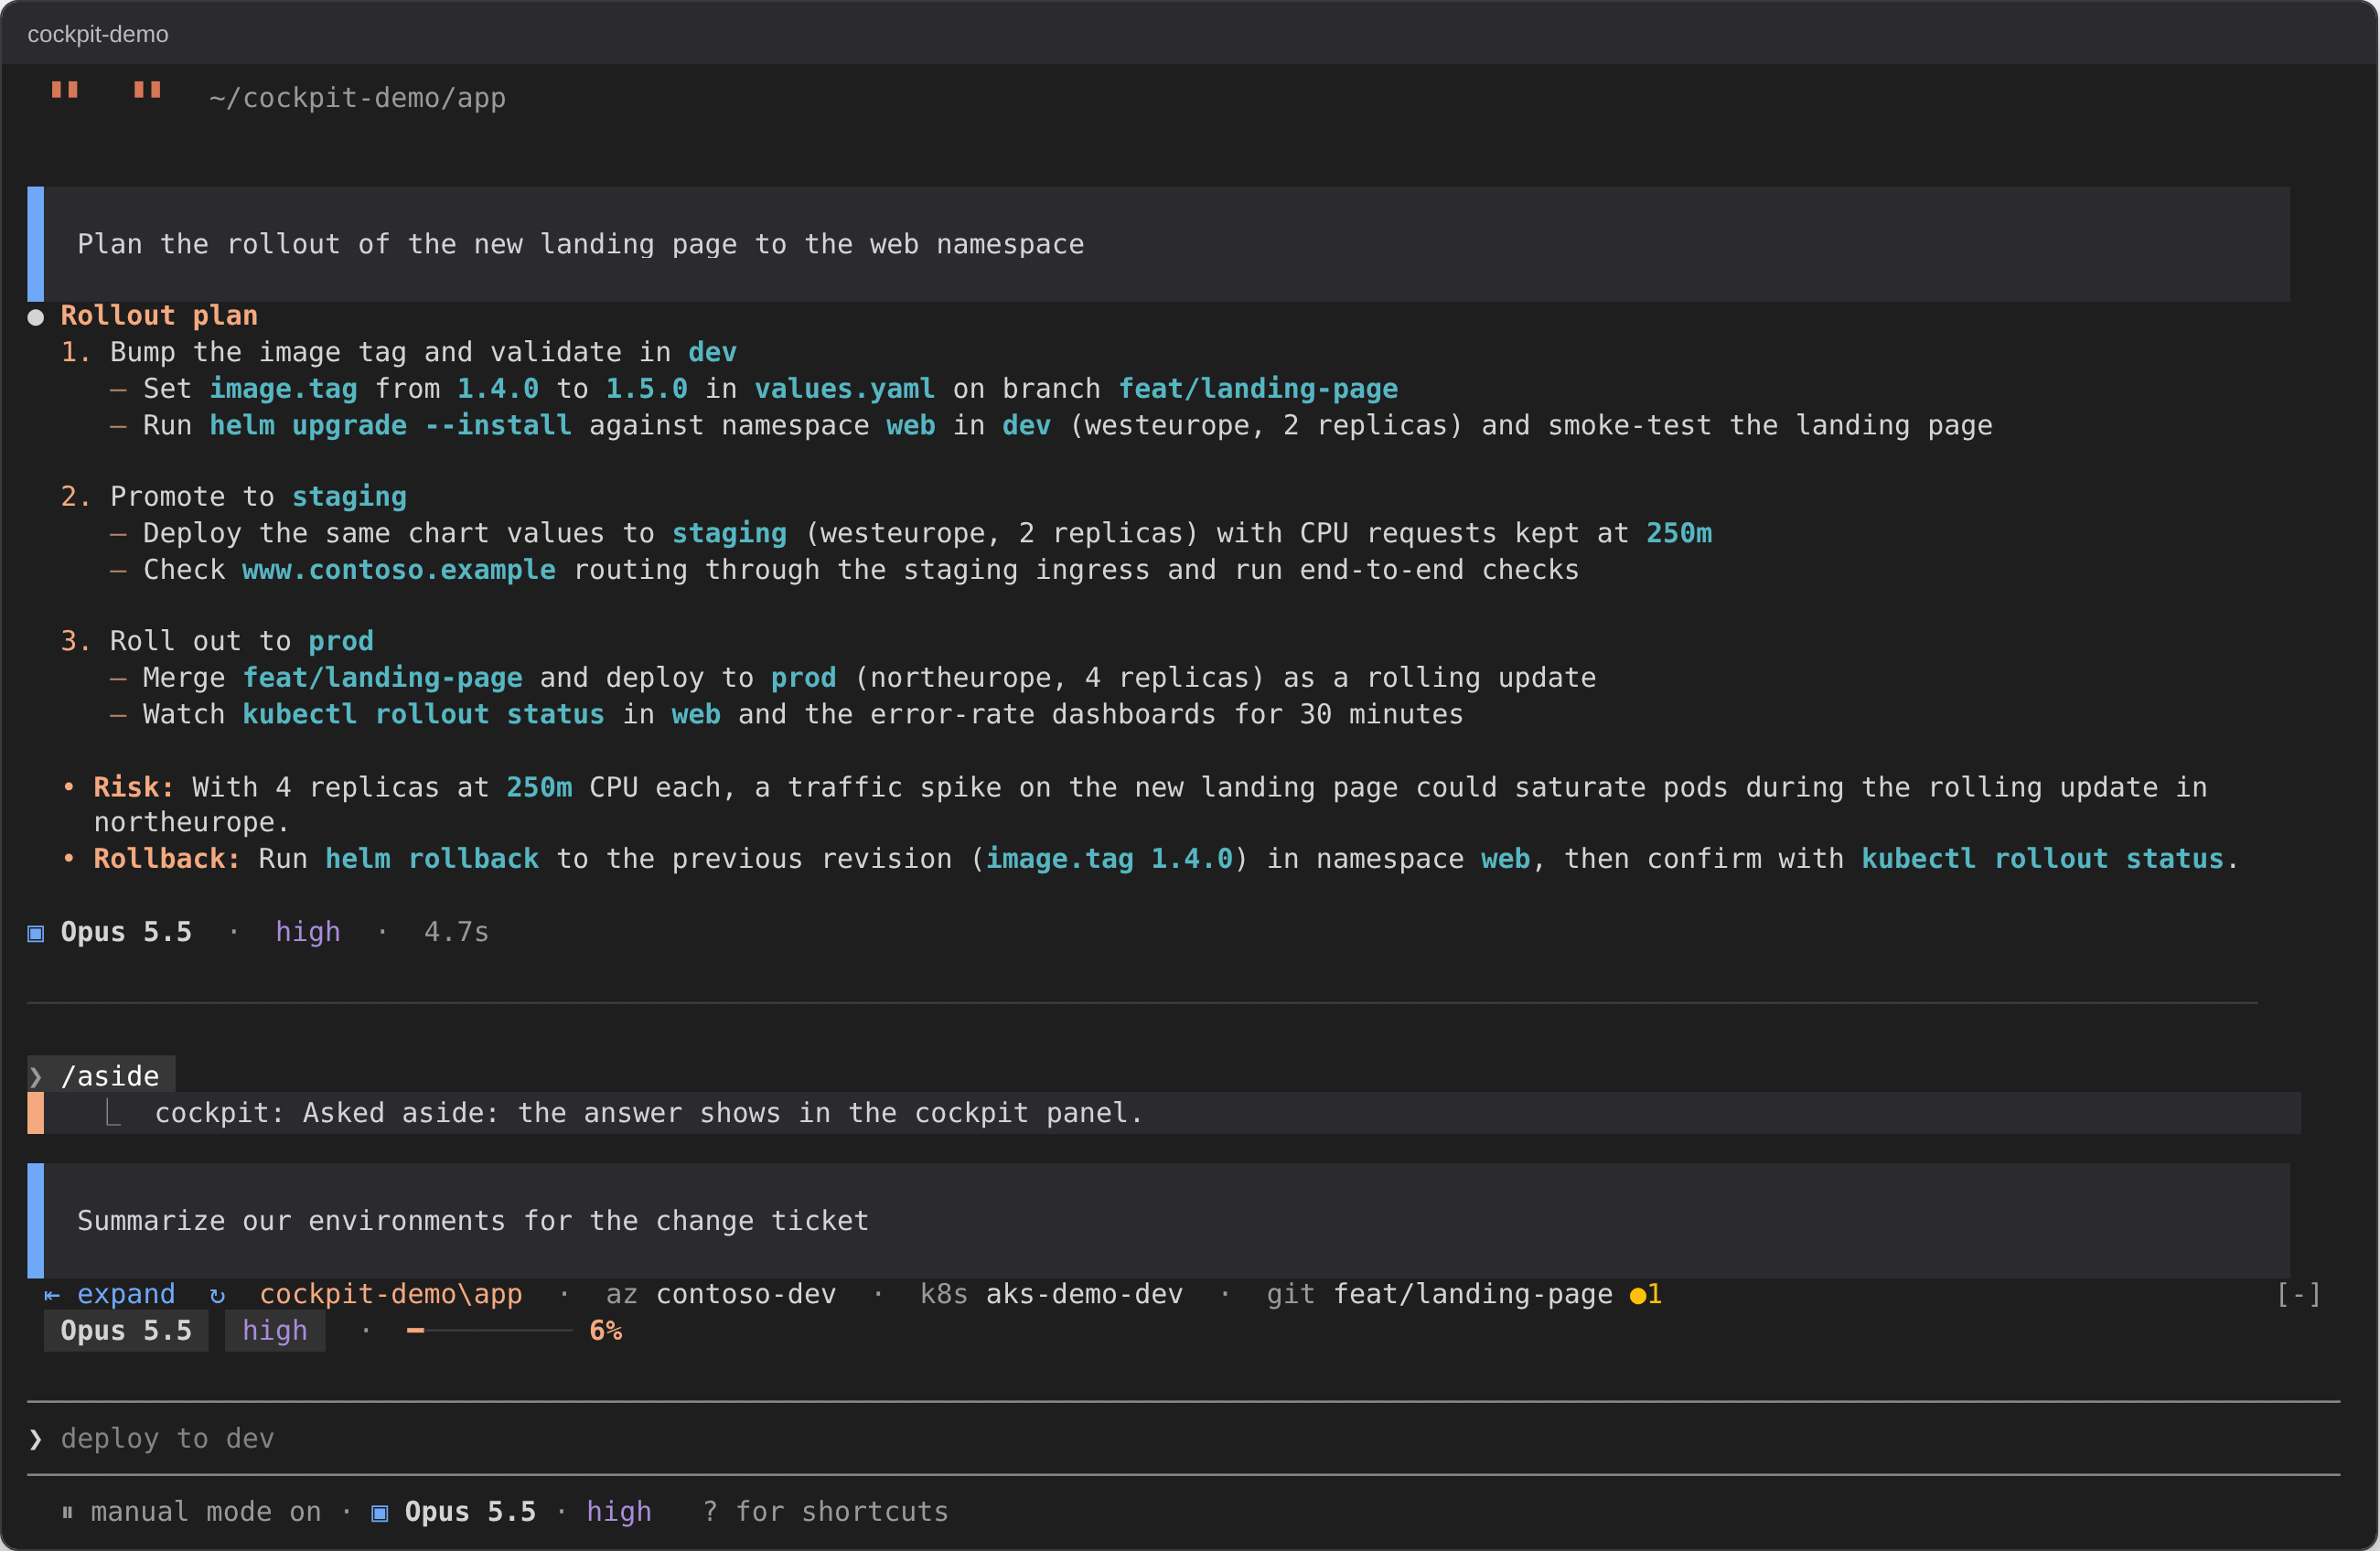 cockpit-demo
~/cockpit-demo/app
Plan the rollout of the new landing page to the web namespace
● Rollout plan
1. Bump the image tag and validate in dev
– Set image.tag from 1.4.0 to 1.5.0 in values.yaml on branch feat/landing-page
– Run helm upgrade --install against namespace web in dev (westeurope, 2 replicas) and smoke-test the landing page
2. Promote to staging
– Deploy the same chart values to staging (westeurope, 2 replicas) with CPU requests kept at 250m
– Check www.contoso.example routing through the staging ingress and run end-to-end checks
3. Roll out to prod
– Merge feat/landing-page and deploy to prod (northeurope, 4 replicas) as a rolling update
– Watch kubectl rollout status in web and the error-rate dashboards for 30 minutes
• Risk: With 4 replicas at 250m CPU each, a traffic spike on the new landing page could saturate pods during the rolling update in
northeurope.
• Rollback: Run helm rollback to the previous revision (image.tag 1.4.0) in namespace web, then confirm with kubectl rollout status.
▣ Opus 5.5 · high · 4.7s
❯ /aside
⎿ cockpit: Asked aside: the answer shows in the cockpit panel.
Summarize our environments for the change ticket
⇤ expand ↻ cockpit-demo\app · az contoso-dev · k8s aks-demo-dev · git feat/landing-page ●1 [-]
Opus 5.5 high · 6%
❯ deploy to dev
⏸ manual mode on · ▣ Opus 5.5 · high ? for shortcuts